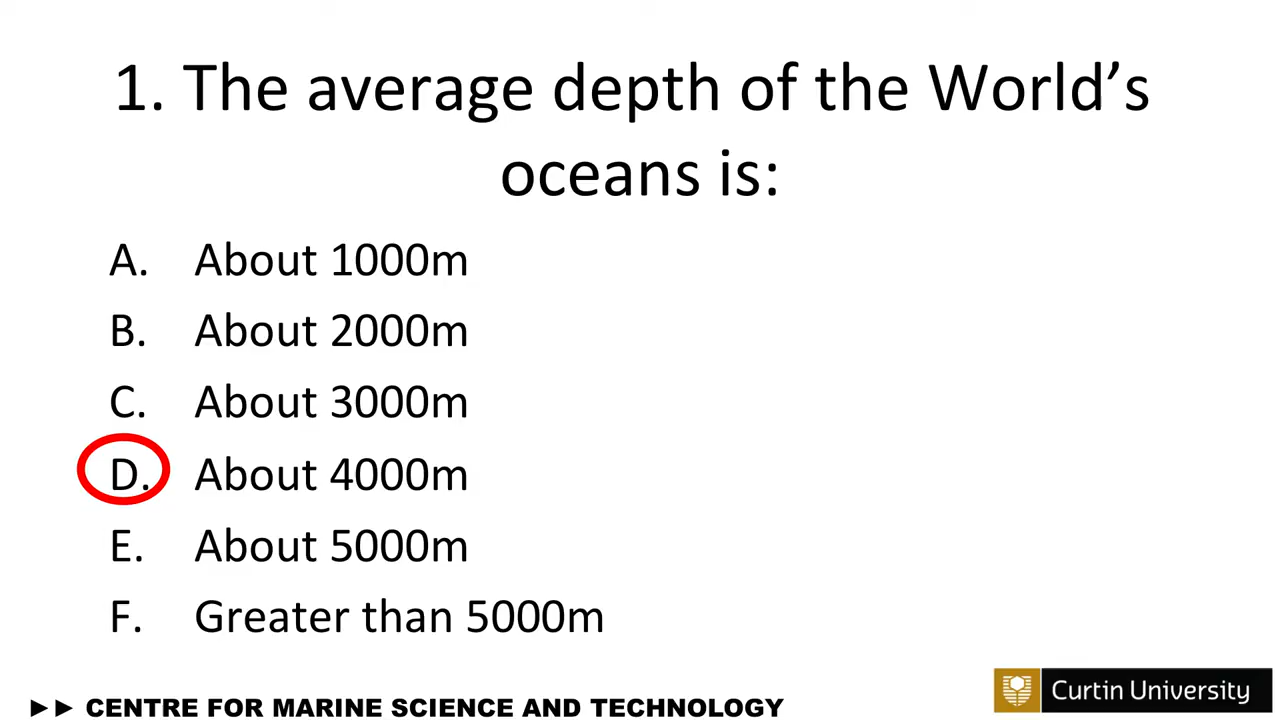 1. The average depth of the World’s
oceans is:
A. About 1000m
B. About 2000m
C. About 3000m
D. About 4000m
E. About 5000m
F. Greater than 5000m
►► CENTRE FOR MARINE SCIENCE AND TECHNOLOGY
Curtin University